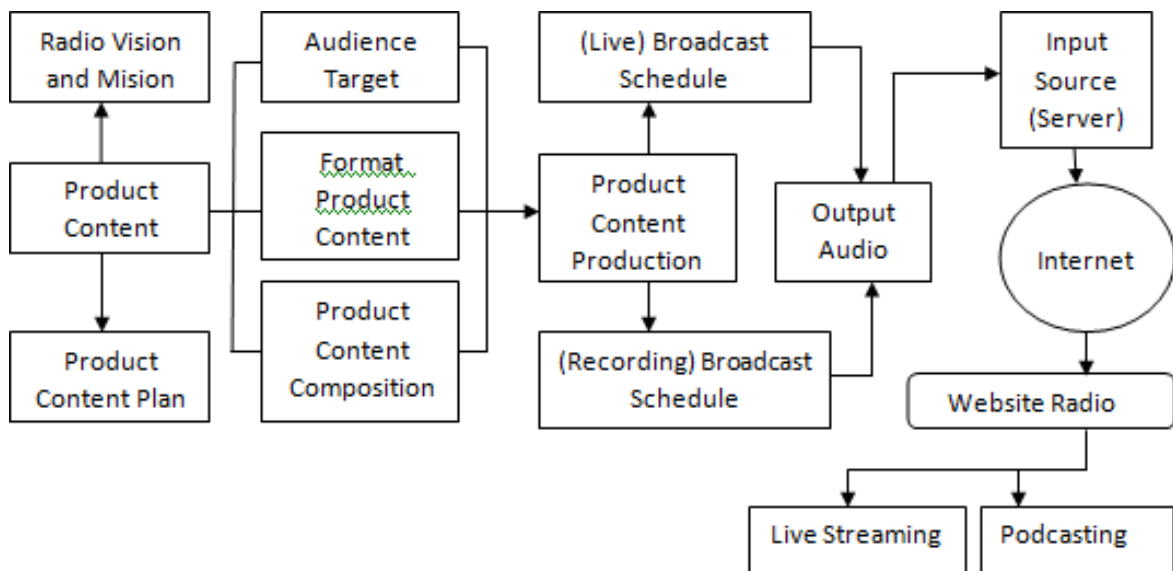 Radio Vision
and Mision
Product
Content
Product
Content Plan
Audience
Target
Format
Product
Content
Product
Content
Composition
(Live) Broadcast
Schedule
Product
Content
Production
(Recording) Broadcast
Schedule
Output
Audio
Input
Source
(Server)
Internet
Website Radio
Live Streaming
Podcasting